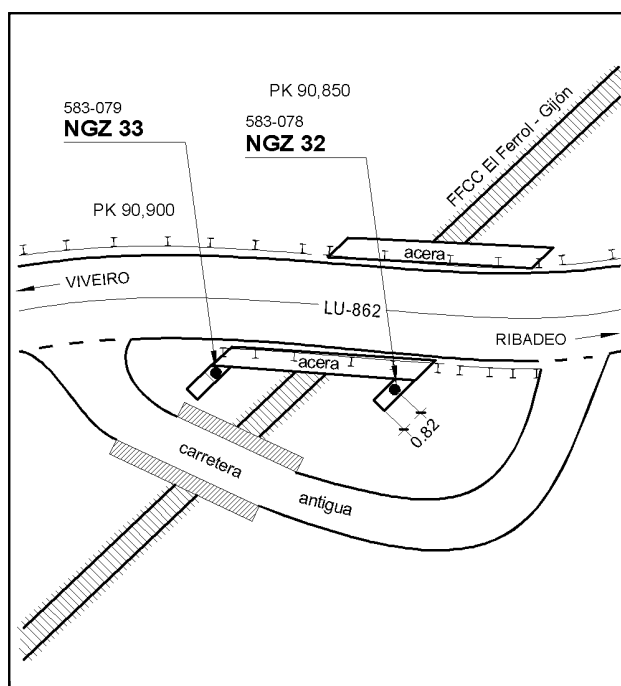 PK 90,850
583-079
NGZ 33
583-078
NGZ 32
FFCC El Ferrol - Gijón
PK 90,900
acera
VIVEIRO
LU-862
RIBADEO
acera
0.82
carretera
antigua